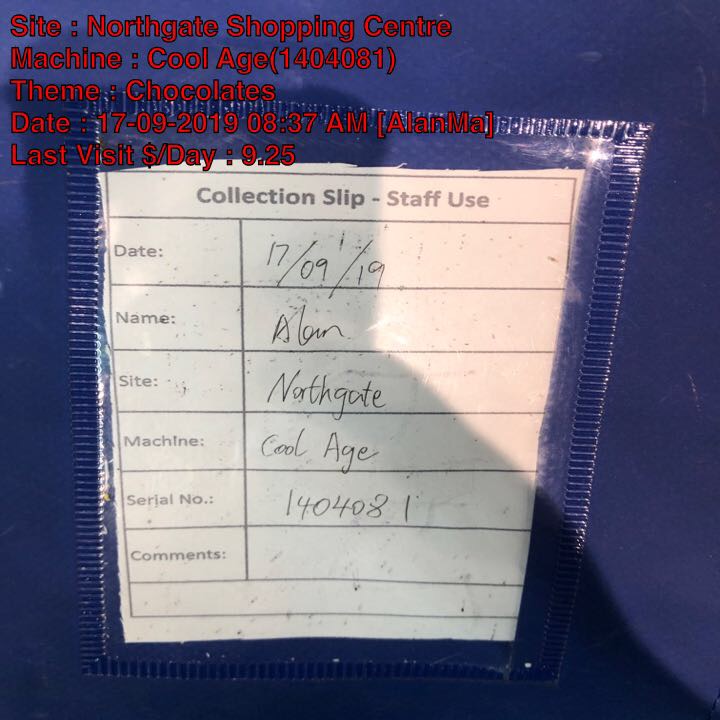 Site : Northgate Shopping Centre
Machine : Cool Age(1404081)
Theme : Chocolates
Date : 17-09-2019 08:37 AM [AlanMa]
Last Visit $/Day : 9.25
Collection Slip - Staff Use
Date: 17/09/19
Name: Alan
Site: Northgate
Machine: Cool Age
Serial No.: 1404081
Comments: